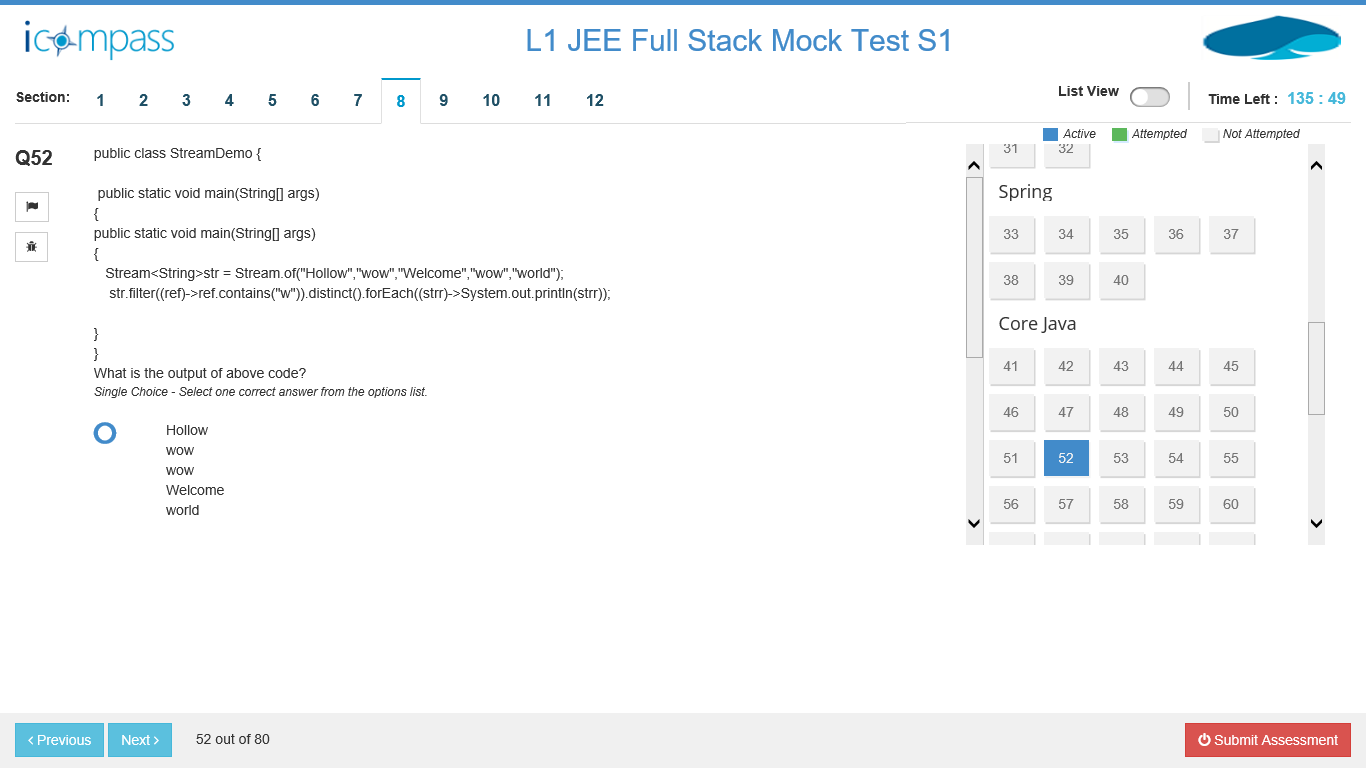 icompass
L1 JEE Full Stack Mock Test S1
Section: 1 2 3 4 5 6 7 8 9 10 11 12
List View
Time Left : 135 : 49
Active Attempted Not Attempted
Q52
public class StreamDemo {
public static void main(String[] args)
{
public static void main(String[] args)
{
Stream<String>str = Stream.of("Hollow","wow","Welcome","wow","world");
str.filter((ref)->ref.contains("w")).distinct().forEach((strr)->System.out.println(strr));
}
}
What is the output of above code?
Single Choice - Select one correct answer from the options list.
Hollow
wow
wow
Welcome
world
31 32
Spring
33 34 35 36 37
38 39 40
Core Java
41 42 43 44 45
46 47 48 49 50
51 52 53 54 55
56 57 58 59 60
Previous
Next
52 out of 80
Submit Assessment